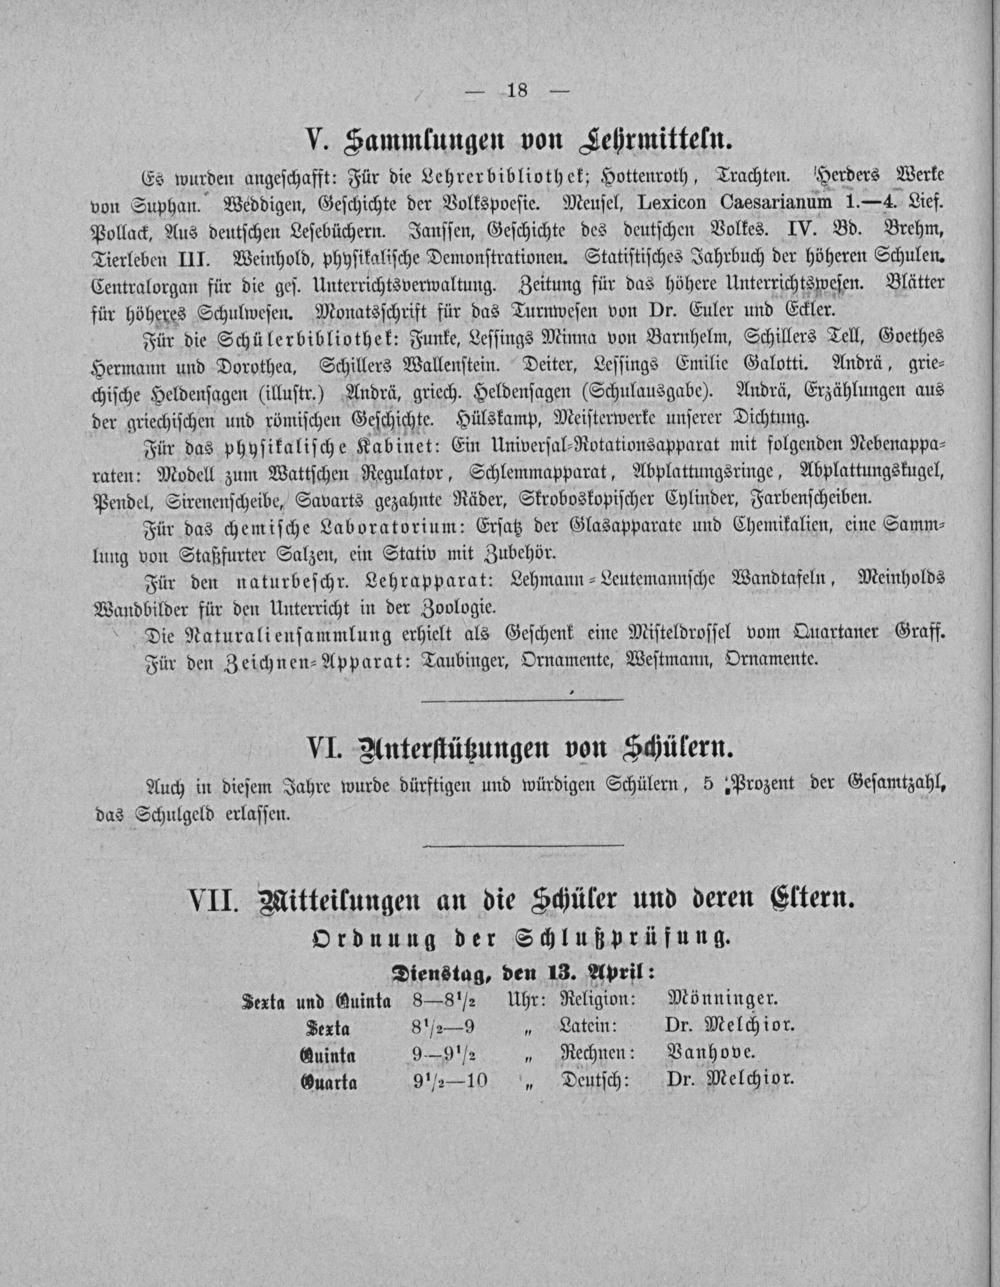 — 18 —
V. Sammlungen von Lehrmitteln.
Es wurden angeschafft: Für die Lehrerbibliothek; Hottenroth, Trachten. Herders Werke
von Suphan. Weddigen, Geschichte der Volkspoesie. Meusel, Lexicon Caesarianum 1.—4. Lief.
Pollack, Aus deutschen Lesebüchern. Janssen, Geschichte des deutschen Volkes. IV. Bd. Brehm,
Tierleben III. Weinhold, physikalische Demonstrationen. Statistisches Jahrbuch der höheren Schulen.
Centralorgan für die ges. Unterrichtsverwaltung. Zeitung für das höhere Unterrichtswesen. Blätter
für höheres Schulwesen. Monatsschrift für das Turnwesen von Dr. Euler und Eckler.
Für die Schülerbibliothek: Funke, Lessings Minna von Barnhelm, Schillers Tell, Goethes
Hermann und Dorothea, Schillers Wallenstein. Deiter, Lessings Emilie Galotti. Andrä, grie-
chische Heldensagen (illustr.) Andrä, griech. Heldensagen (Schulausgabe). Andrä, Erzählungen aus
der griechischen und römischen Geschichte. Hülskamp, Meisterwerke unserer Dichtung.
Für das physikalische Kabinet: Ein Universal-Rotationsapparat mit folgenden Nebenappa-
raten: Modell zum Wattschen Regulator, Schlemmapparat, Abplattungsringe, Abplattungskugel,
Pendel, Sirenenscheibe, Savarts gezahnte Räder, Skroboskopischer Cylinder, Farbenscheiben.
Für das chemische Laboratorium: Ersatz der Glasapparate und Chemikalien, eine Samm-
lung von Staßfurter Salzen, ein Stativ mit Zubehör.
Für den naturbeschr. Lehrapparat: Lehmann-Leutemannsche Wandtafeln, Meinholds
Wandbilder für den Unterricht in der Zoologie.
Die Naturaliensammlung erhielt als Geschenk eine Misteldrossel vom Quartaner Graff.
Für den Zeichnen-Apparat: Taubinger, Ornamente, Westmann, Ornamente.
VI. Unterstützungen von Schülern.
Auch in diesem Jahre wurde dürftigen und würdigen Schülern, 5 Prozent der Gesamtzahl,
das Schulgeld erlassen.
VII. Mitteilungen an die Schüler und deren Eltern.
Ordnung der Schlußprüfung.
Dienstag, den 13. April:
Sexta und Quinta 8—8 1/2 Uhr: Religion: Mönninger.
Sexta 8 1/2—9 „ Latein: Dr. Melchior.
Quinta 9—9 1/2 „ Rechnen: Vanhove.
Quarta 9 1/2—10 „ Deutsch: Dr. Melchior.